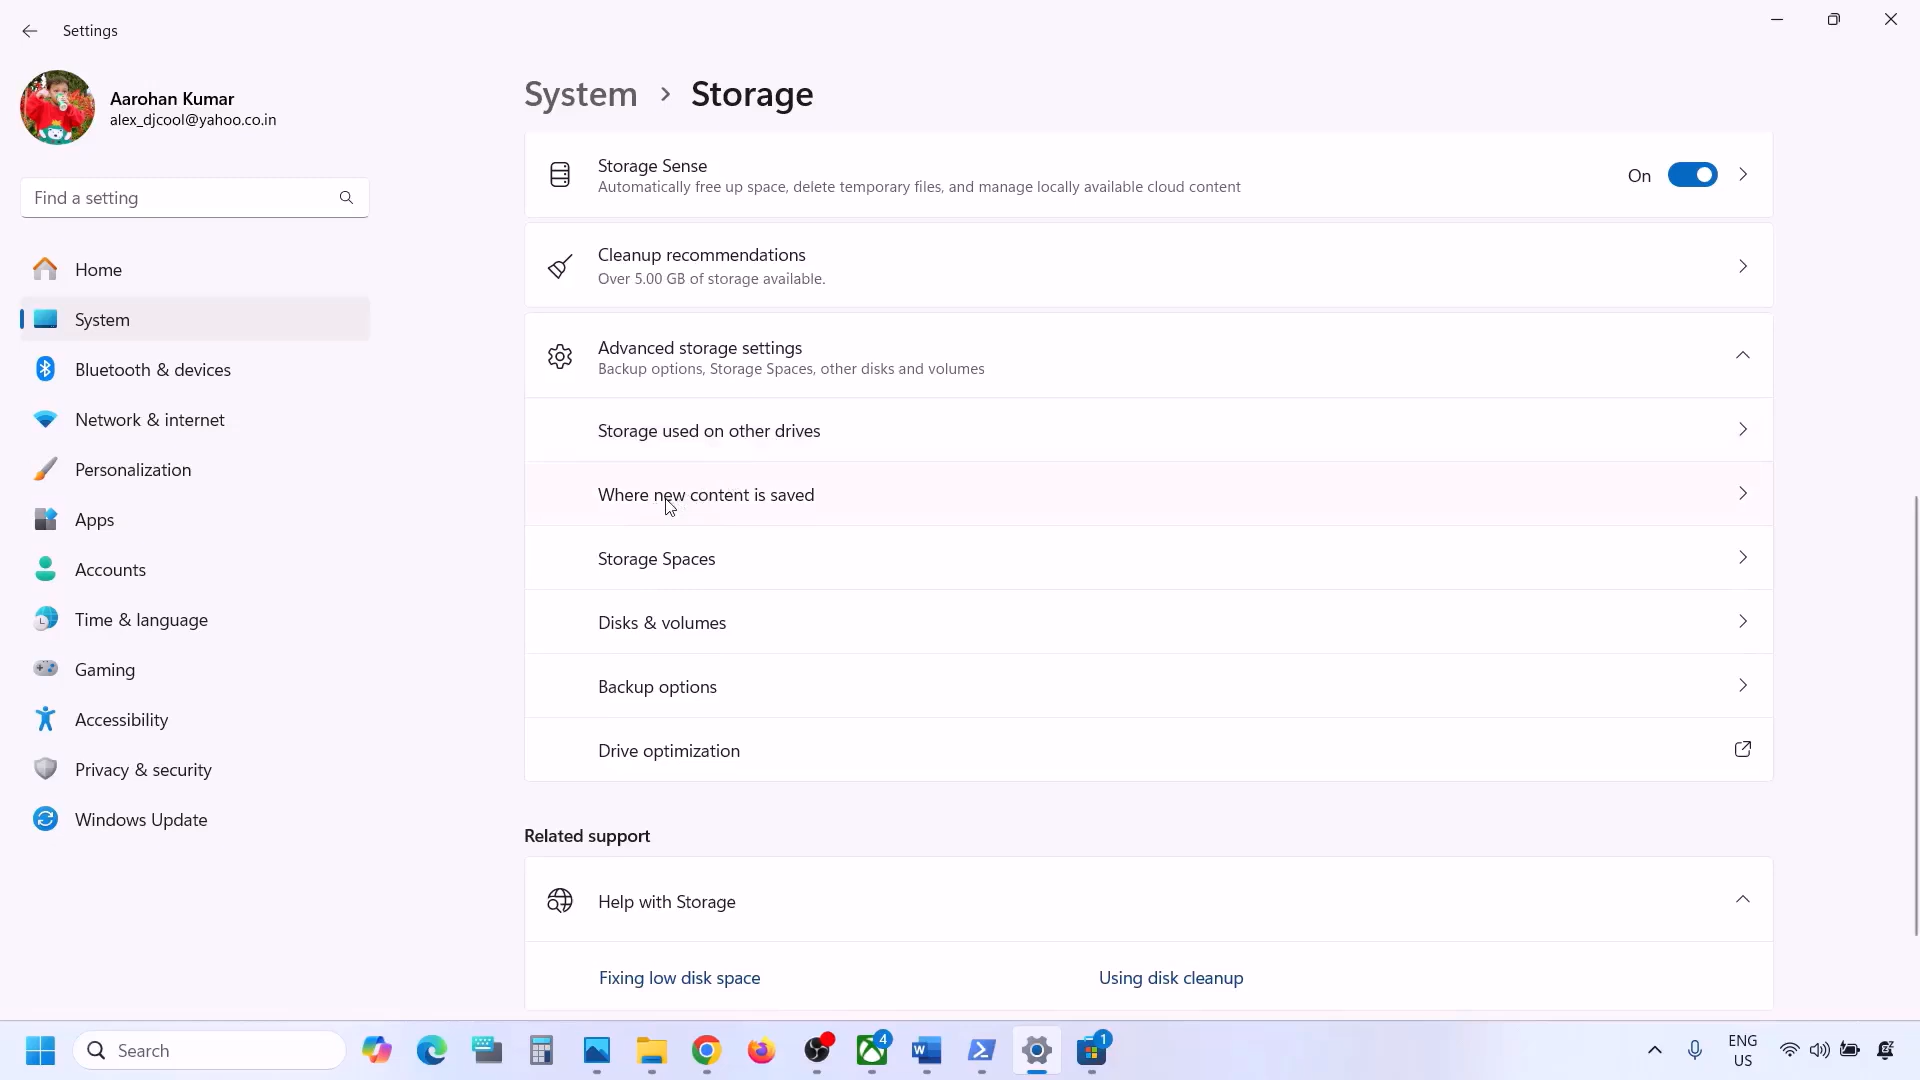 Settings
Aarohan Kumar
alex_djcool@yahoo.co.in
Find a setting
Home
System
Bluetooth & devices
Network & internet
Personalization
Apps
Accounts
Time & language
Gaming
Accessibility
Privacy & security
Windows Update
System > Storage
Storage Sense
Automatically free up space, delete temporary files, and manage locally available cloud content
On
Cleanup recommendations
Over 5.00 GB of storage available.
Advanced storage settings
Backup options, Storage Spaces, other disks and volumes
Storage used on other drives
Where new content is saved
Storage Spaces
Disks & volumes
Backup options
Drive optimization
Related support
Help with Storage
Fixing low disk space
Using disk cleanup
Search
4
1
ENG
US